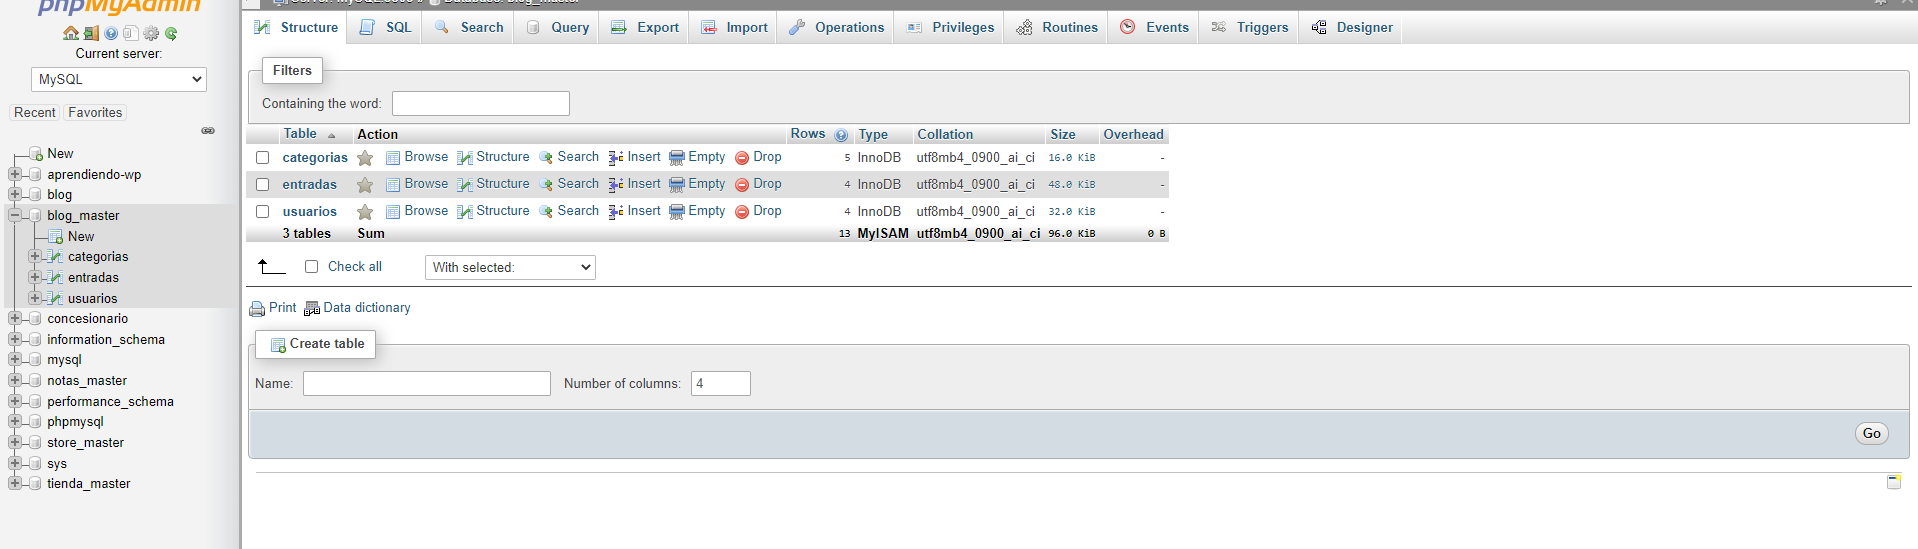 phpMyAdmin
Current server:
MySQL
Recent Favorites
New
aprendiendo-wp
blog
blog_master
New
categorias
entradas
usuarios
concesionario
information_schema
mysql
notas_master
performance_schema
phpmysql
store_master
sys
tienda_master
Structure SQL Search Query Export Import Operations Privileges Routines Events Triggers Designer
Filters
Containing the word:
Table Action Rows Type Collation Size Overhead
categorias Browse Structure Search Insert Empty Drop 5 InnoDB utf8mb4_0900_ai_ci 16.0 KiB -
entradas Browse Structure Search Insert Empty Drop 4 InnoDB utf8mb4_0900_ai_ci 48.0 KiB -
usuarios Browse Structure Search Insert Empty Drop 4 InnoDB utf8mb4_0900_ai_ci 32.0 KiB -
3 tables Sum 13 MyISAM utf8mb4_0900_ai_ci 96.0 KiB 0 B
Check all With selected:
Print Data dictionary
Create table
Name: Number of columns: 4
Go